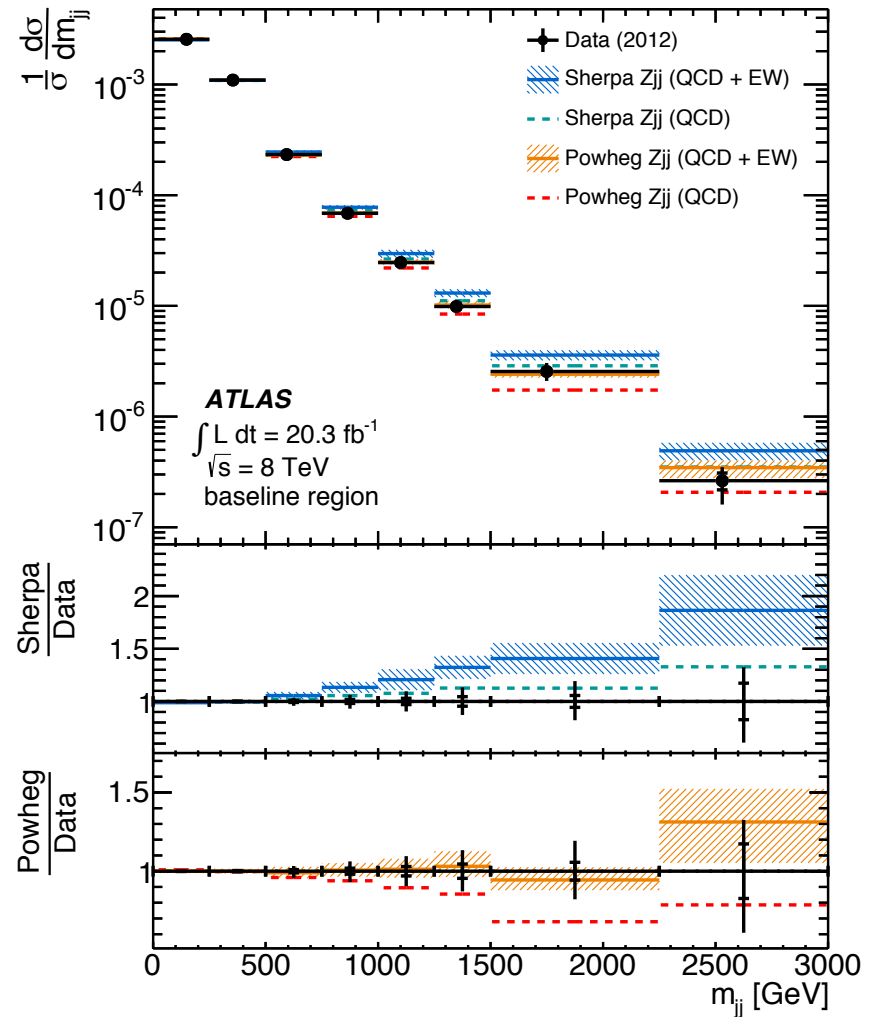 1/σ dσ/dm_jj
Data (2012)
Sherpa Zjj (QCD + EW)
Sherpa Zjj (QCD)
Powheg Zjj (QCD + EW)
Powheg Zjj (QCD)
10⁻³
10⁻⁴
10⁻⁵
10⁻⁶
10⁻⁷
ATLAS
∫ L dt = 20.3 fb⁻¹
√s = 8 TeV
baseline region
Sherpa
Data
2
1.5
1
Powheg
Data
1.5
1
0 500 1000 1500 2000 2500 3000
m_jj [GeV]